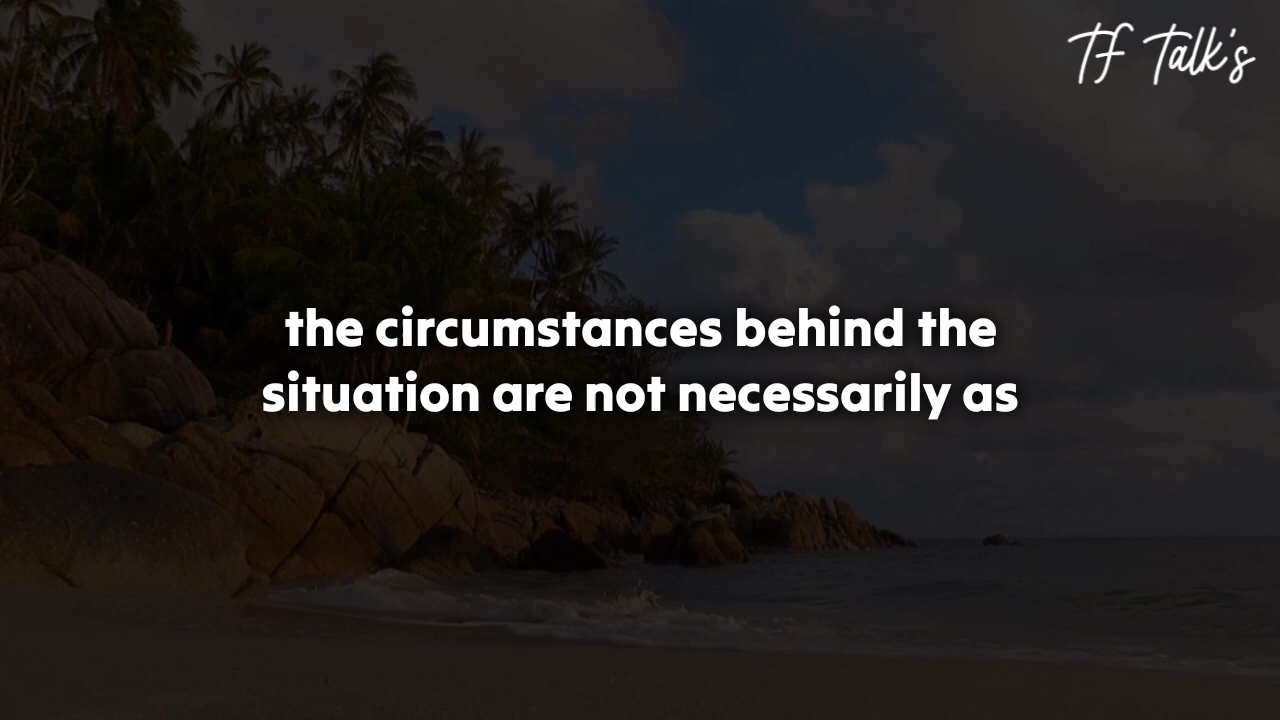 TF Talk's
the circumstances behind the
situation are not necessarily as